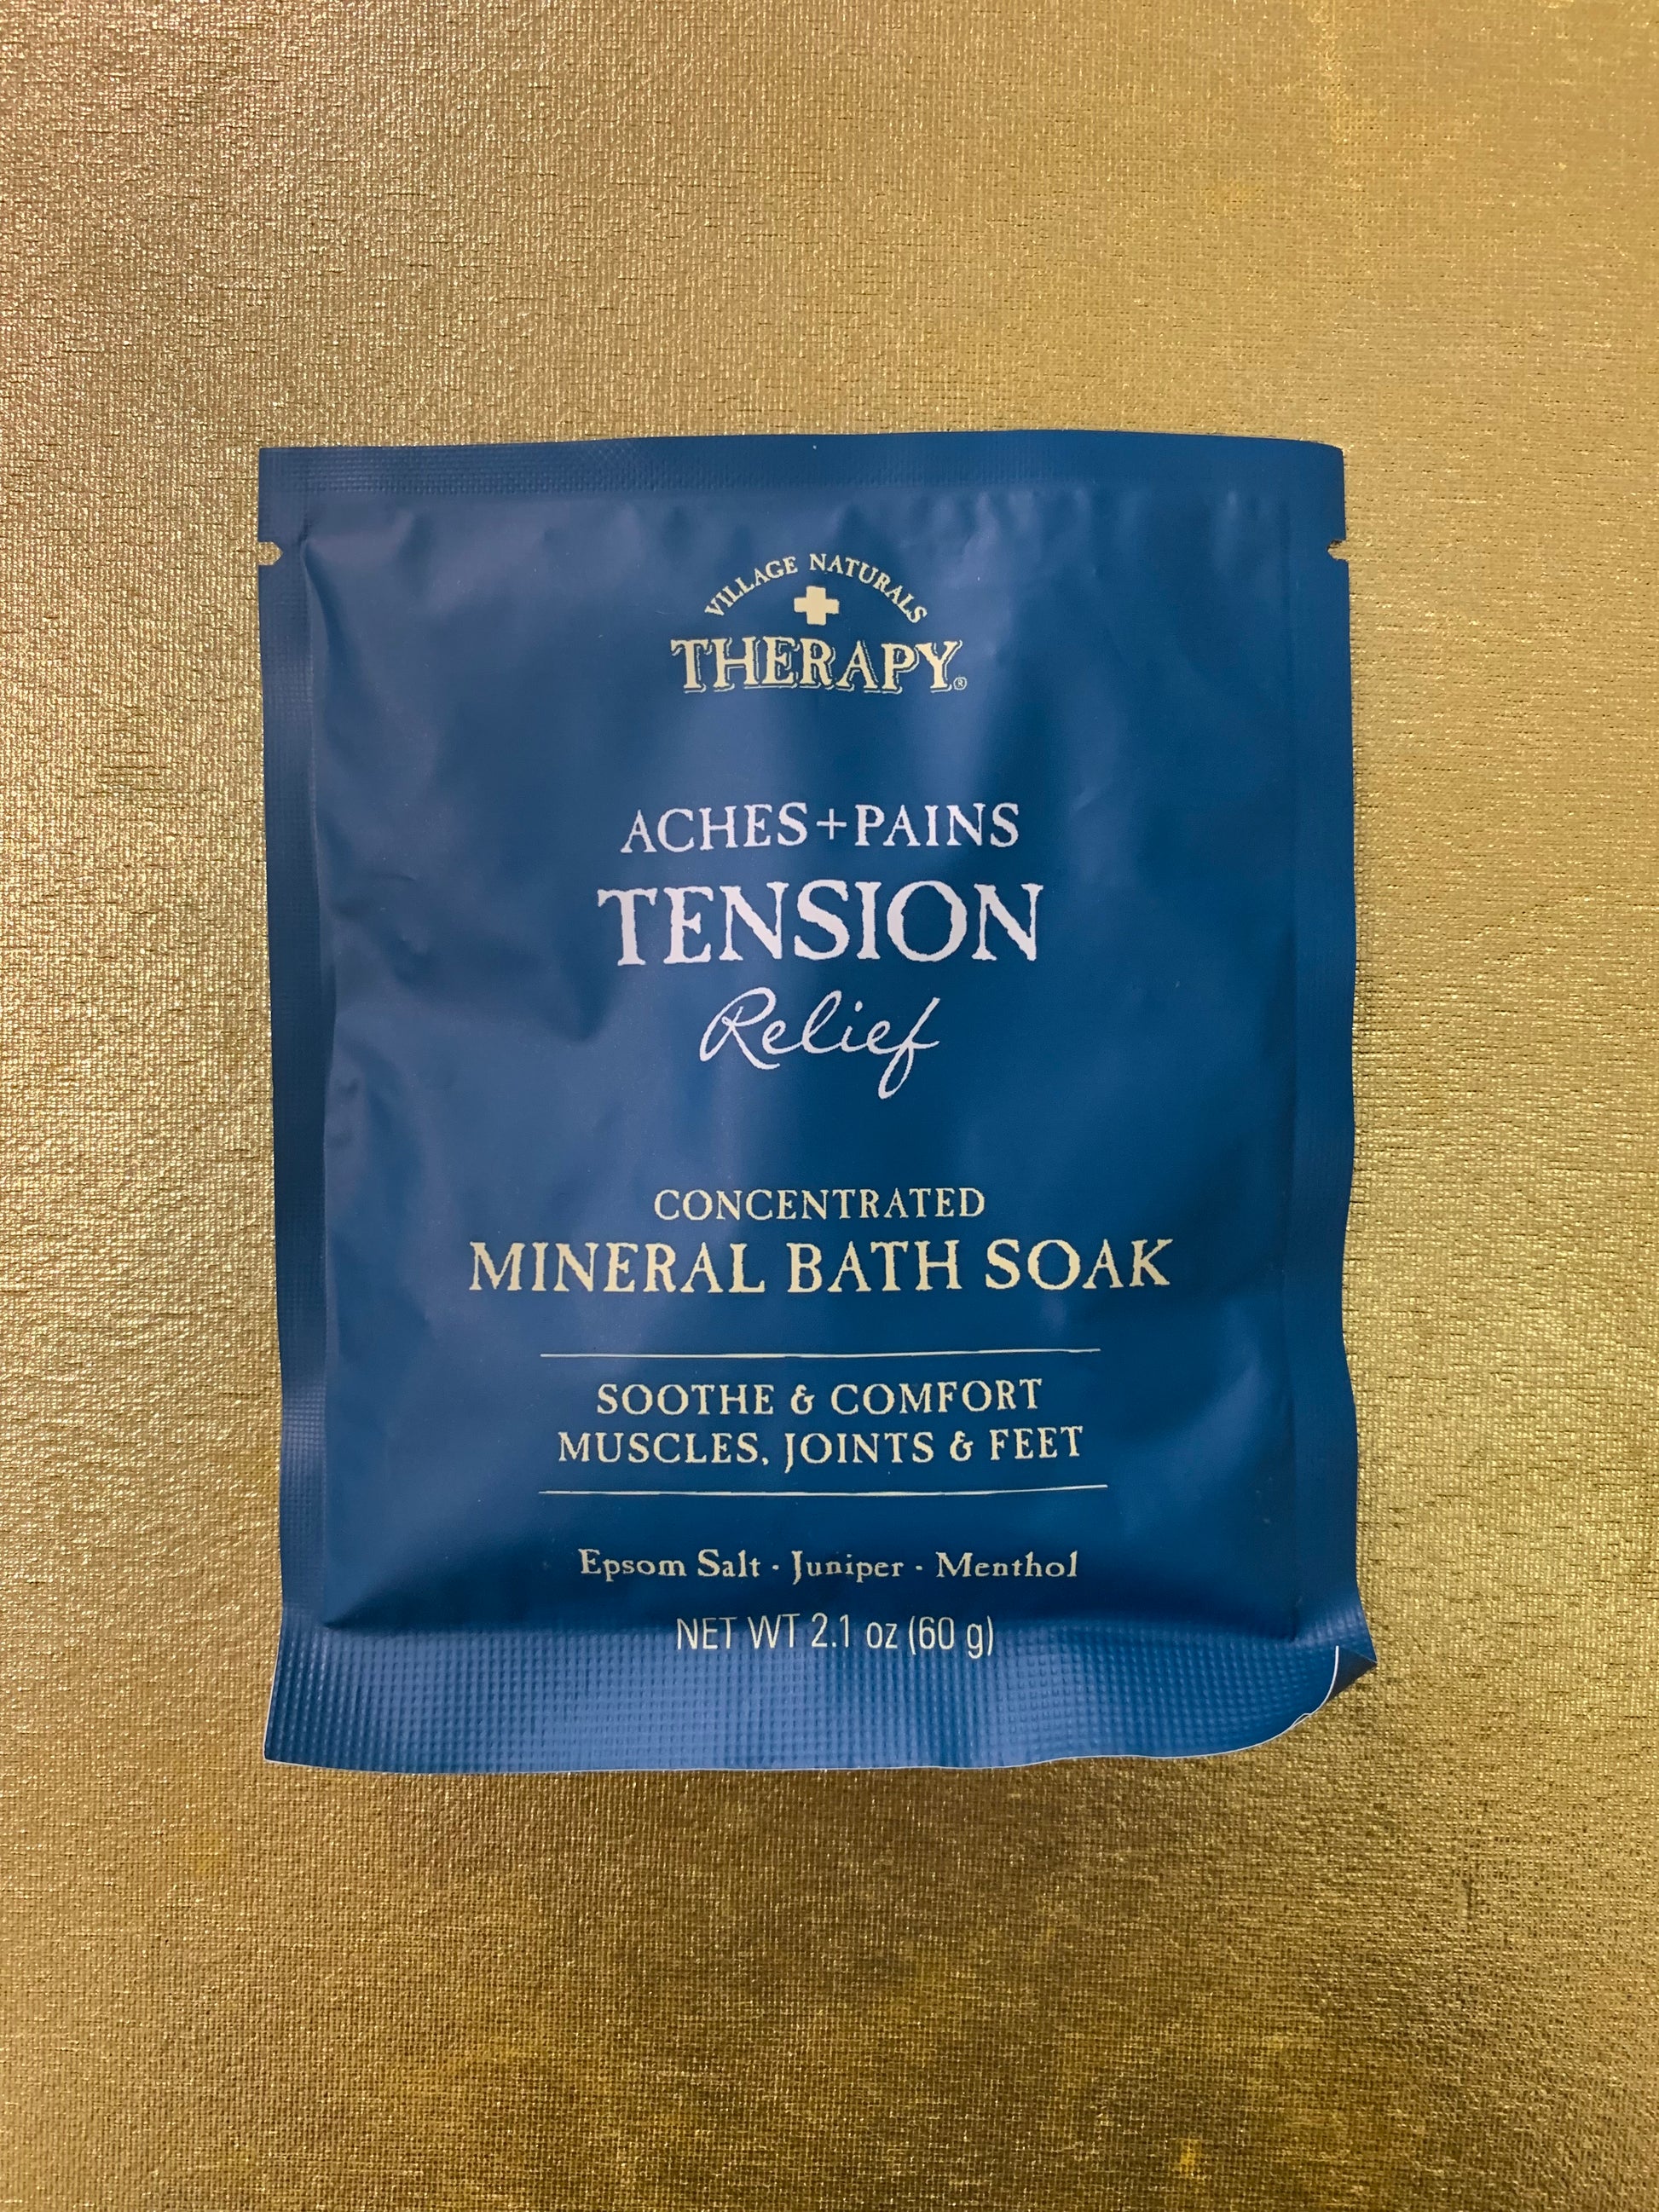 VILLAGE NATURALS
THERAPY®
ACHES+PAINS
TENSION
Relief
CONCENTRATED
MINERAL BATH SOAK
SOOTHE & COMFORT
MUSCLES, JOINTS & FEET
Epsom Salt · Juniper · Menthol
NET WT 2.1 oz (60 g)